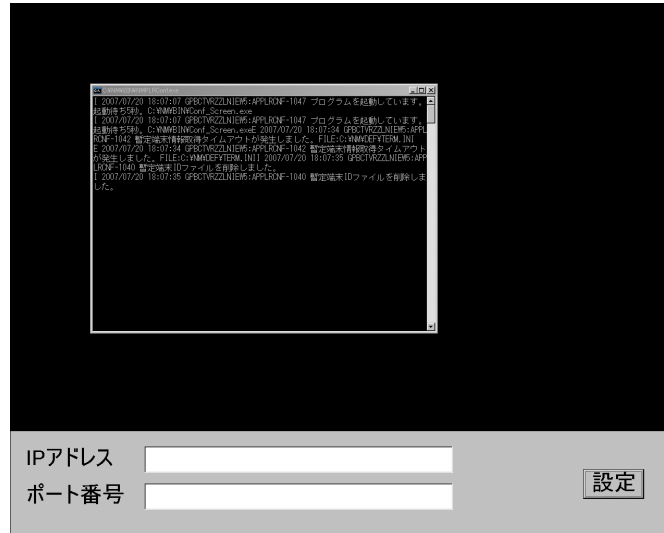 [ 2007/07/20 18:07:07 GPBCTVRZZLNIEW5:APPLRCNF-1047 プログラムを起動しています。
起動待ち5秒。C:¥NM¥BIN¥Conf_Screen.exe
[ 2007/07/20 18:07:07 GPBCTVRZZLNIEW5:APPLRCNF-1047 プログラムを起動しています。
起動待ち5秒。C:¥NM¥BIN¥Conf_Screen.exeE 2007/07/20 18:07:34 GPBCTVRZZLNIEW5:APPL
RCNF-1042 暫定端末情報取得タイムアウトが発生しました。FILE:C:¥NM¥DEF¥TERM.INI
E 2007/07/20 18:07:34 GPBCTVRZZLNIEW5:APPLRCNF-1042 暫定端末情報取得タイムアウト
が発生しました。FILE:C:¥NM¥DEF¥TERM.INI[ 2007/07/20 18:07:35 GPBCTVRZZLNIEW5:APP
LRCNF-1040 暫定端末IDファイルを削除しました。
[ 2007/07/20 18:07:35 GPBCTVRZZLNIEW5:APPLRCNF-1040 暫定端末IDファイルを削除しま
した。
IPアドレス
ポート番号
設定